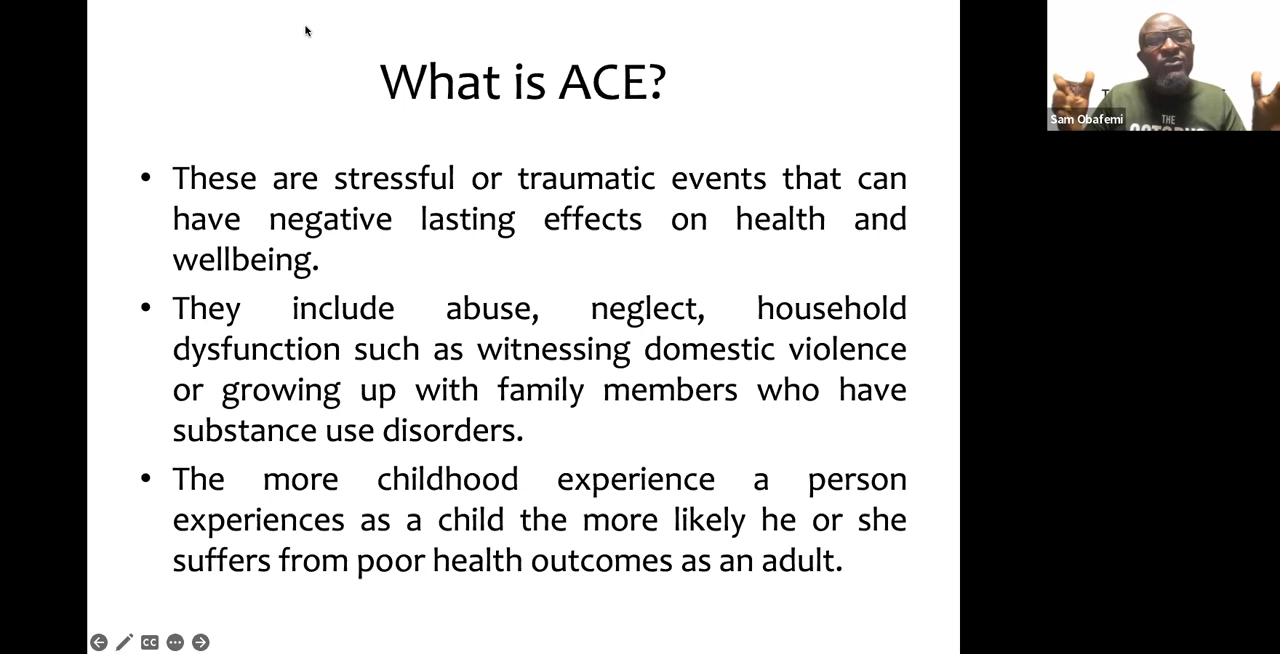 What is ACE?
• These are stressful or traumatic events that can
have negative lasting effects on health and
wellbeing.
• They include abuse, neglect, household
dysfunction such as witnessing domestic violence
or growing up with family members who have
substance use disorders.
• The more childhood experience a person
experiences as a child the more likely he or she
suffers from poor health outcomes as an adult.
CC
Sam Obafemi
THE